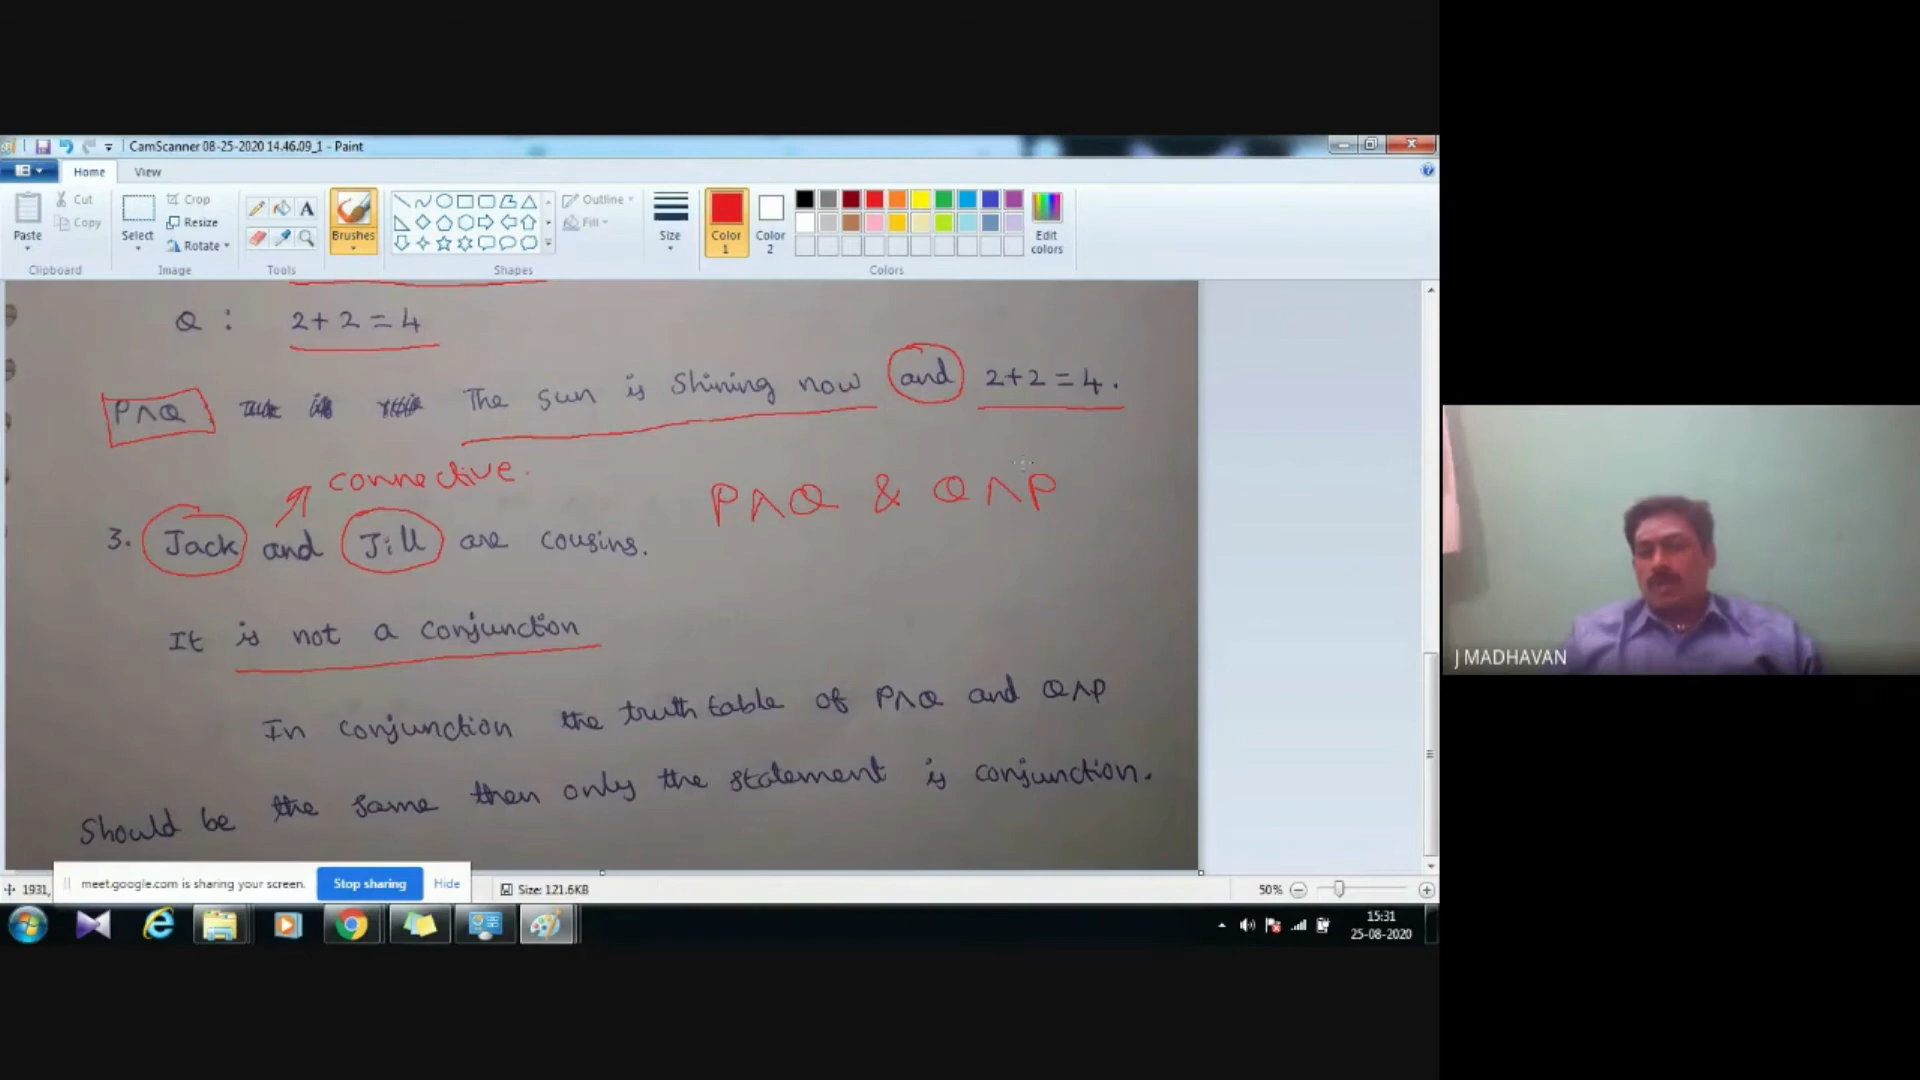 CamScanner 08-25-2020 14.46.09_1 - Paint
Home View
Paste Cut Copy Select Crop Resize Rotate Brushes Outline Fill Size Color 1 Color 2 Edit colors
Clipboard Image Tools Shapes Colors
Q : 2+2=4
P∧Q The sun is shining now and 2+2=4.
connective.
P∧Q & Q∧P
3. Jack and Jill are cousins.
It is not a conjunction
In conjunction the truth table of P∧Q and Q∧P
should be the same then only the statement is conjunction.
J MADHAVAN
meet.google.com is sharing your screen. Stop sharing Hide
1931, Size: 121.6KB 50%
15:31
25-08-2020